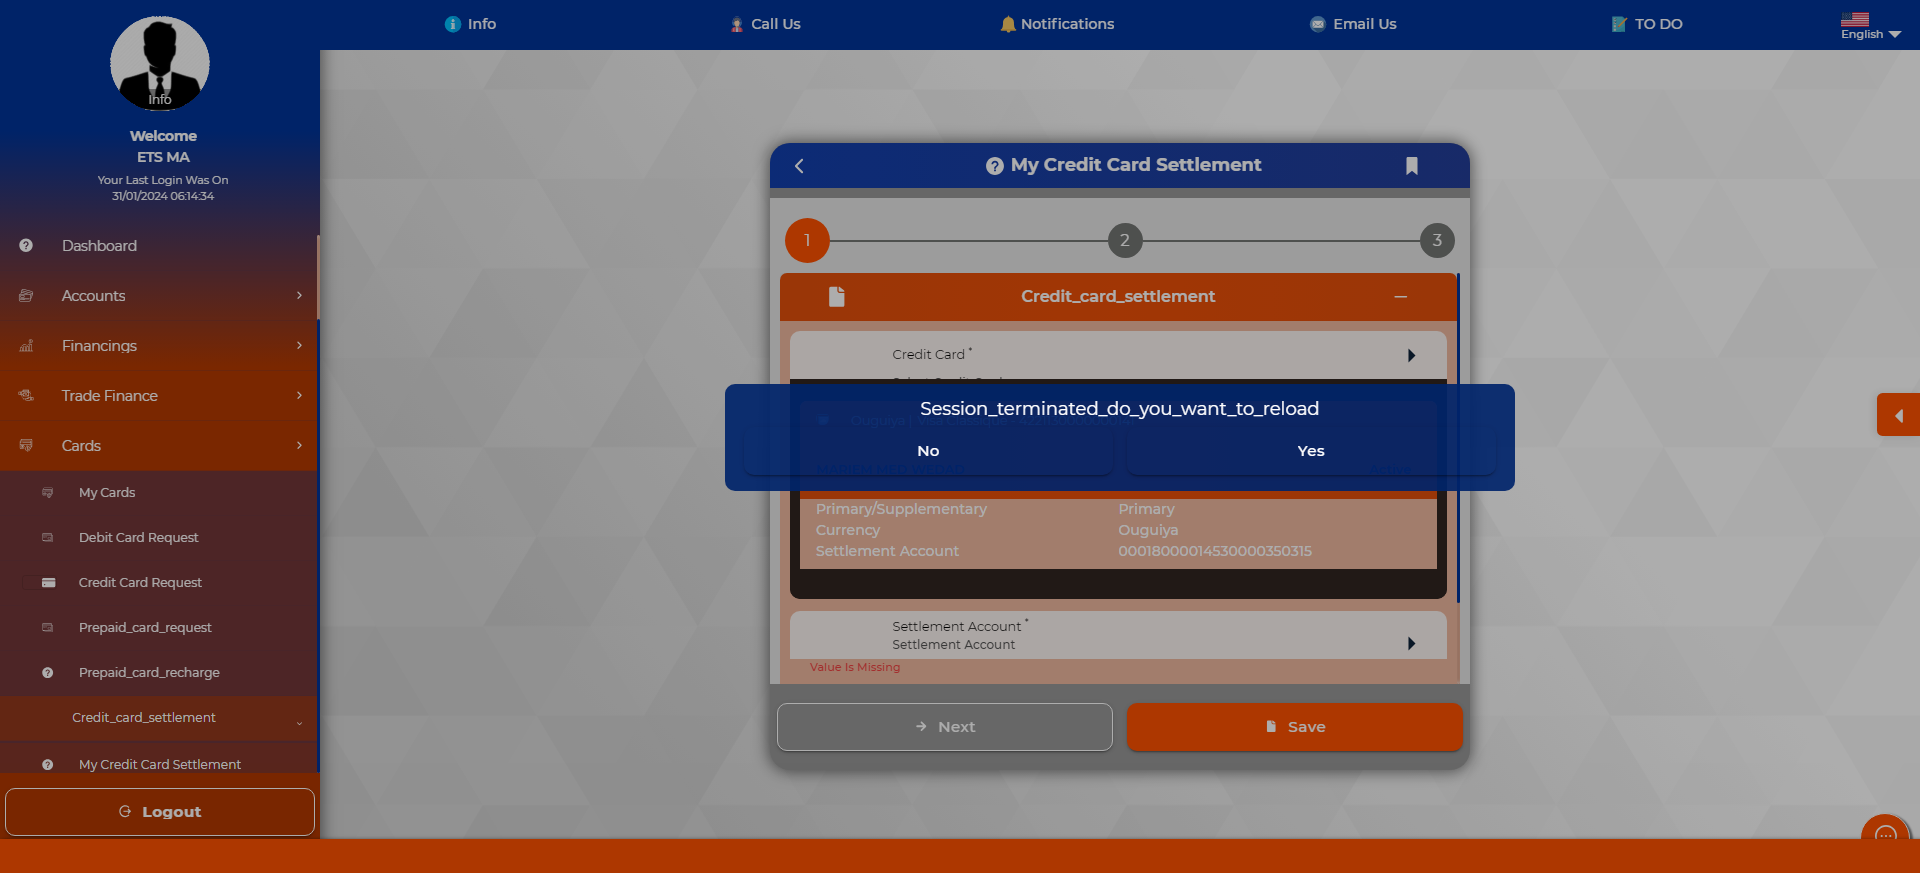 Info
Call Us
Notifications
Email Us
TO DO
English
Info
Welcome
ETS MA
Your Last Login Was On
31/01/2024 06:14:34
Dashboard
Accounts
Financings
Trade Finance
Cards
My Cards
Debit Card Request
Credit Card Request
Prepaid_card_request
Prepaid_card_recharge
Credit_card_settlement
My Credit Card Settlement
Logout
My Credit Card Settlement
1
2
3
Credit_card_settlement
Credit Card *
Session_terminated_do_you_want_to_reload
No
Yes
Primary/Supplementary
Primary
Currency
Ouguiya
Settlement Account
00018000014530000350315
Settlement Account *
Settlement Account
Value Is Missing
Next
Save